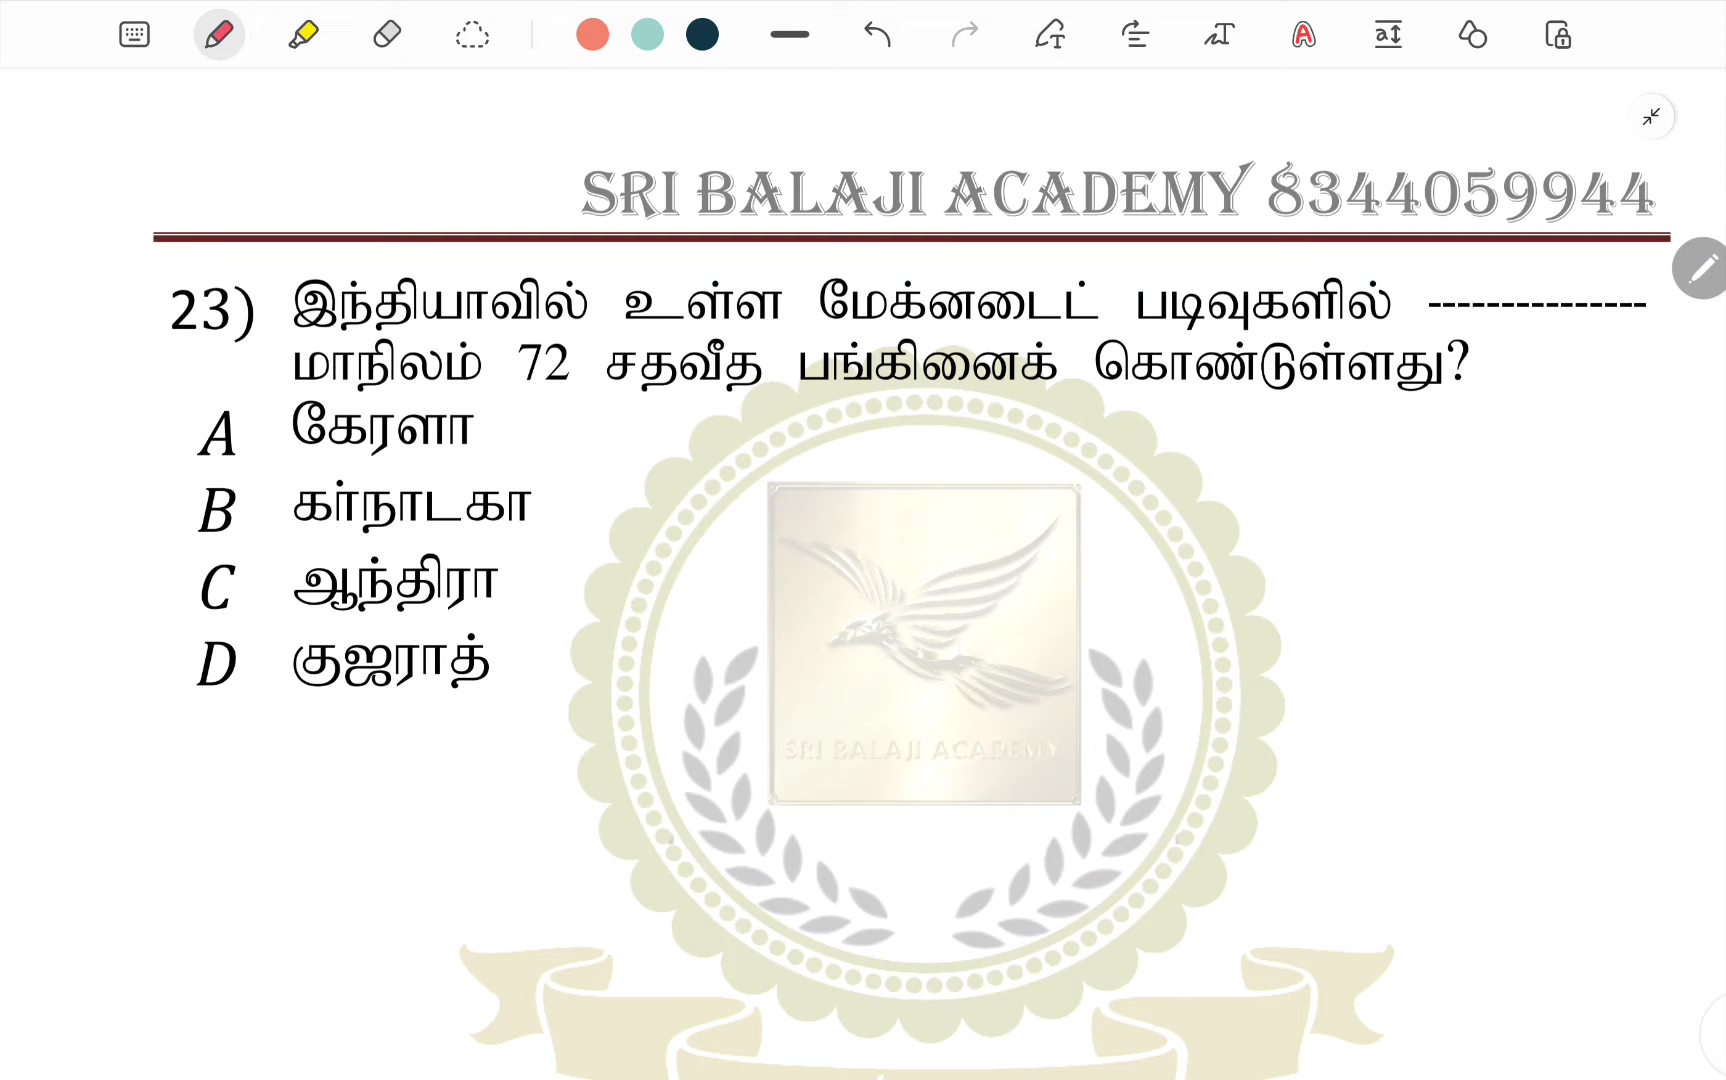 SRI BALAJI ACADEMY 8344059944
23) இந்தியாவில் உள்ள மேக்னடைட் படிவுகளில் ---------------
மாநிலம் 72 சதவீத பங்கினைக் கொண்டுள்ளது?
A கேரளா
B கர்நாடகா
C ஆந்திரா
D குஜராத்
SRI BALAJI ACADEMY